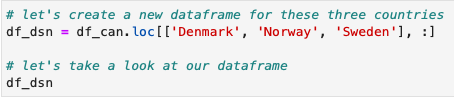 # let's create a new dataframe for these three countries
df_dsn = df_can.loc[['Denmark', 'Norway', 'Sweden'], :]
# let's take a look at our dataframe
df_dsn